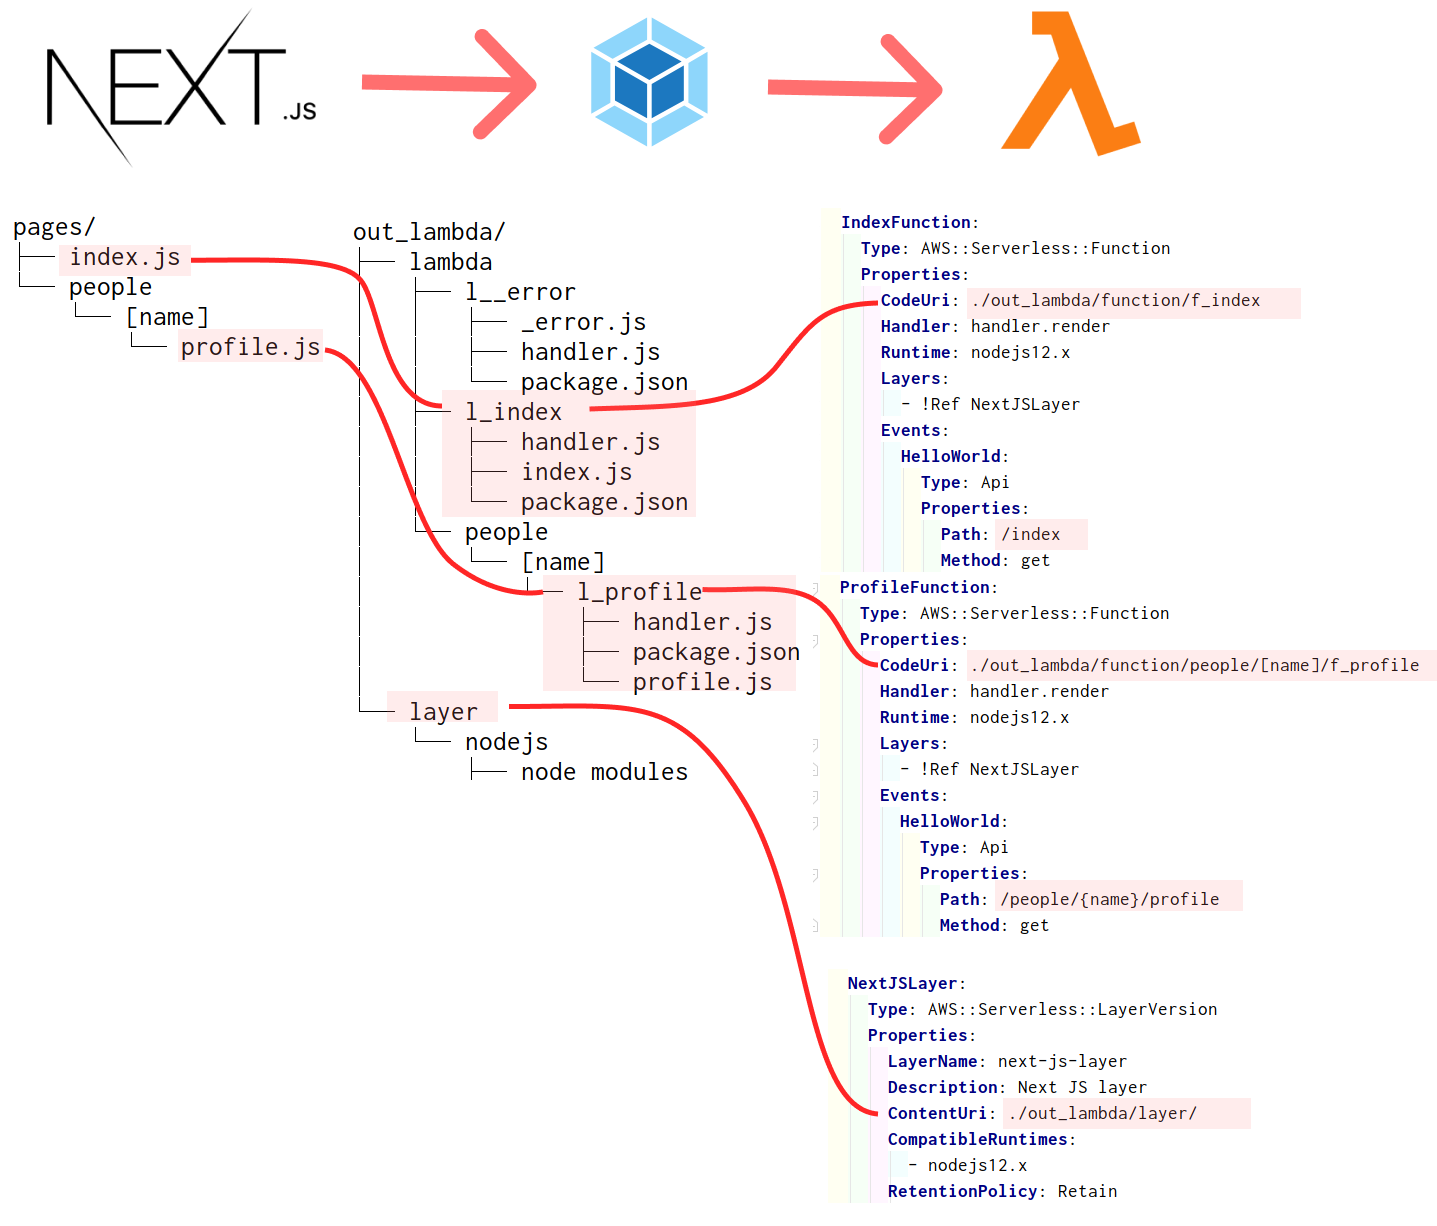 NEXT.JS
pages/
index.js
people
[name]
profile.js
out_lambda/
lambda
l__error
_error.js
handler.js
package.json
l_index
handler.js
index.js
package.json
people
[name]
l_profile
handler.js
package.json
profile.js
layer
nodejs
node modules
IndexFunction:
Type: AWS::Serverless::Function
Properties:
CodeUri: ./out_lambda/function/f_index
Handler: handler.render
Runtime: nodejs12.x
Layers:
- !Ref NextJSLayer
Events:
HelloWorld:
Type: Api
Properties:
Path: /index
Method: get
ProfileFunction:
Type: AWS::Serverless::Function
Properties:
CodeUri: ./out_lambda/function/people/[name]/f_profile
Handler: handler.render
Runtime: nodejs12.x
Layers:
- !Ref NextJSLayer
Events:
HelloWorld:
Type: Api
Properties:
Path: /people/{name}/profile
Method: get
NextJSLayer:
Type: AWS::Serverless::LayerVersion
Properties:
LayerName: next-js-layer
Description: Next JS layer
ContentUri: ./out_lambda/layer/
CompatibleRuntimes:
- nodejs12.x
RetentionPolicy: Retain